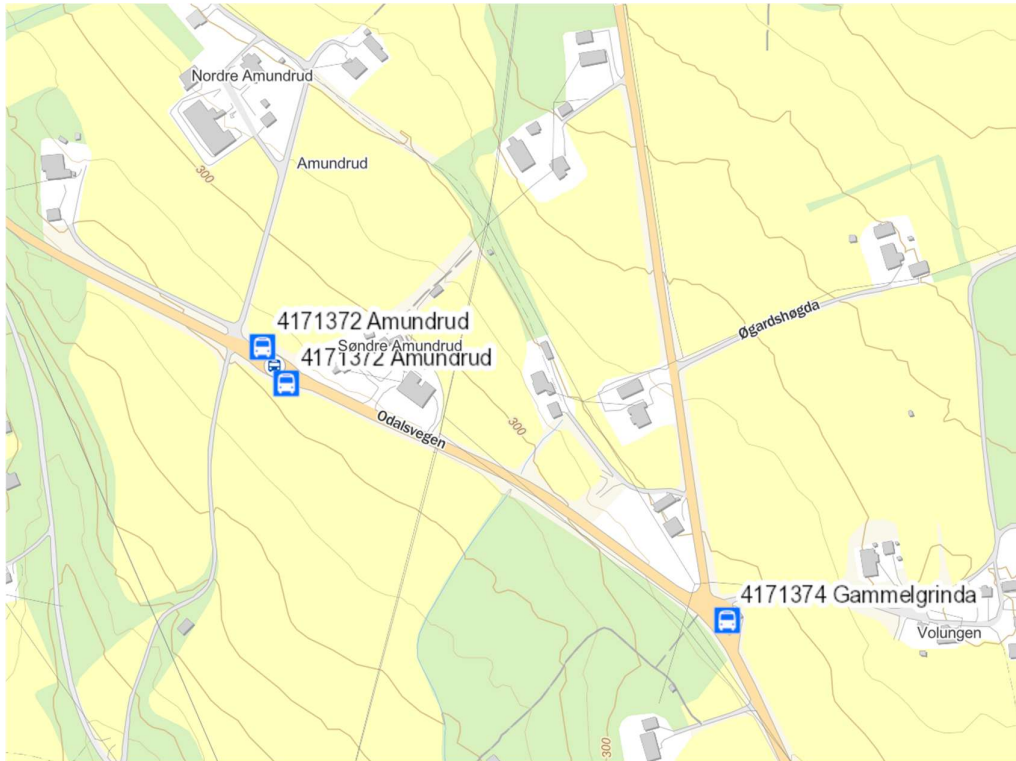 Nordre Amundrud
Amundrud
300
Øgardshøgda
4171372 Amundrud
Søndre Amundrud
4171372 Amundrud
Odalsvegen
300
4171374 Gammelgrinda
Volungen
300